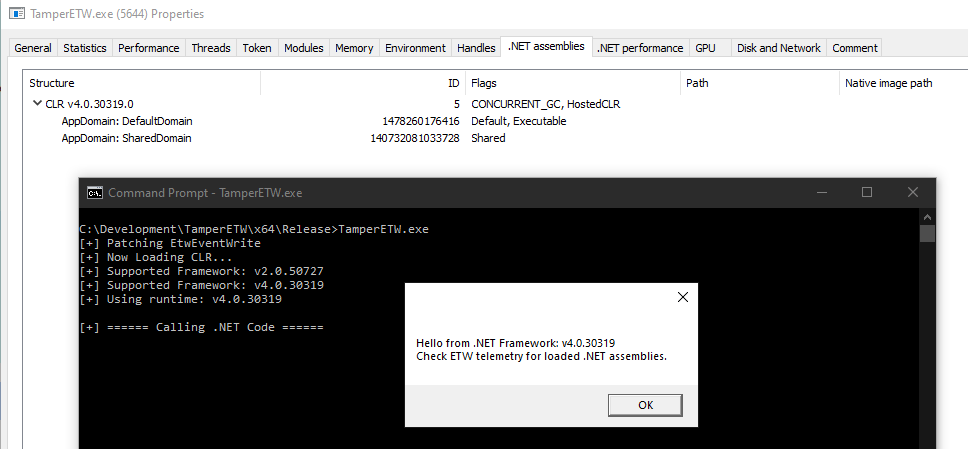 TamperETW.exe (5644) Properties
General Statistics Performance Threads Token Modules Memory Environment Handles .NET assemblies .NET performance GPU Disk and Network Comment
Structure ID Flags Path Native image path
CLR v4.0.30319.0 5 CONCURRENT_GC, HostedCLR
AppDomain: DefaultDomain 1478260176416 Default, Executable
AppDomain: SharedDomain 140732081033728 Shared
Command Prompt - TamperETW.exe
C:\Development\TamperETW\x64\Release>TamperETW.exe
[+] Patching EtwEventWrite
[+] Now Loading CLR...
[+] Supported Framework: v2.0.50727
[+] Supported Framework: v4.0.30319
[+] Using runtime: v4.0.30319
[+] ====== Calling .NET Code ======
Hello from .NET Framework: v4.0.30319
Check ETW telemetry for loaded .NET assemblies.
OK